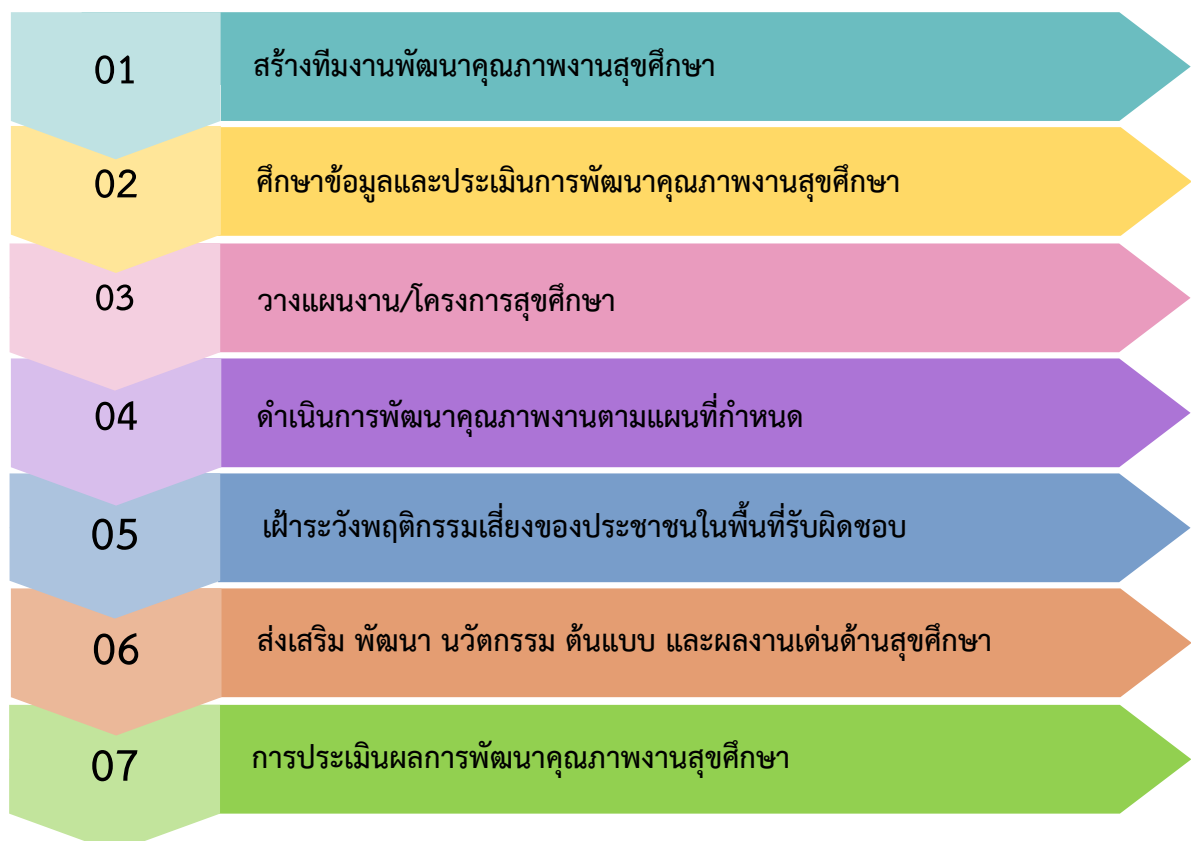 01
สร้างทีมงานพัฒนาคุณภาพงานสุขศึกษา
02
ศึกษาข้อมูลและประเมินการพัฒนาคุณภาพงานสุขศึกษา
03
วางแผนงาน/โครงการสุขศึกษา
04
ดำเนินการพัฒนาคุณภาพงานตามแผนที่กำหนด
05
เฝ้าระวังพฤติกรรมเสี่ยงของประชาชนในพื้นที่รับผิดชอบ
06
ส่งเสริม พัฒนา นวัตกรรม ต้นแบบ และผลงานเด่นด้านสุขศึกษา
07
การประเมินผลการพัฒนาคุณภาพงานสุขศึกษา